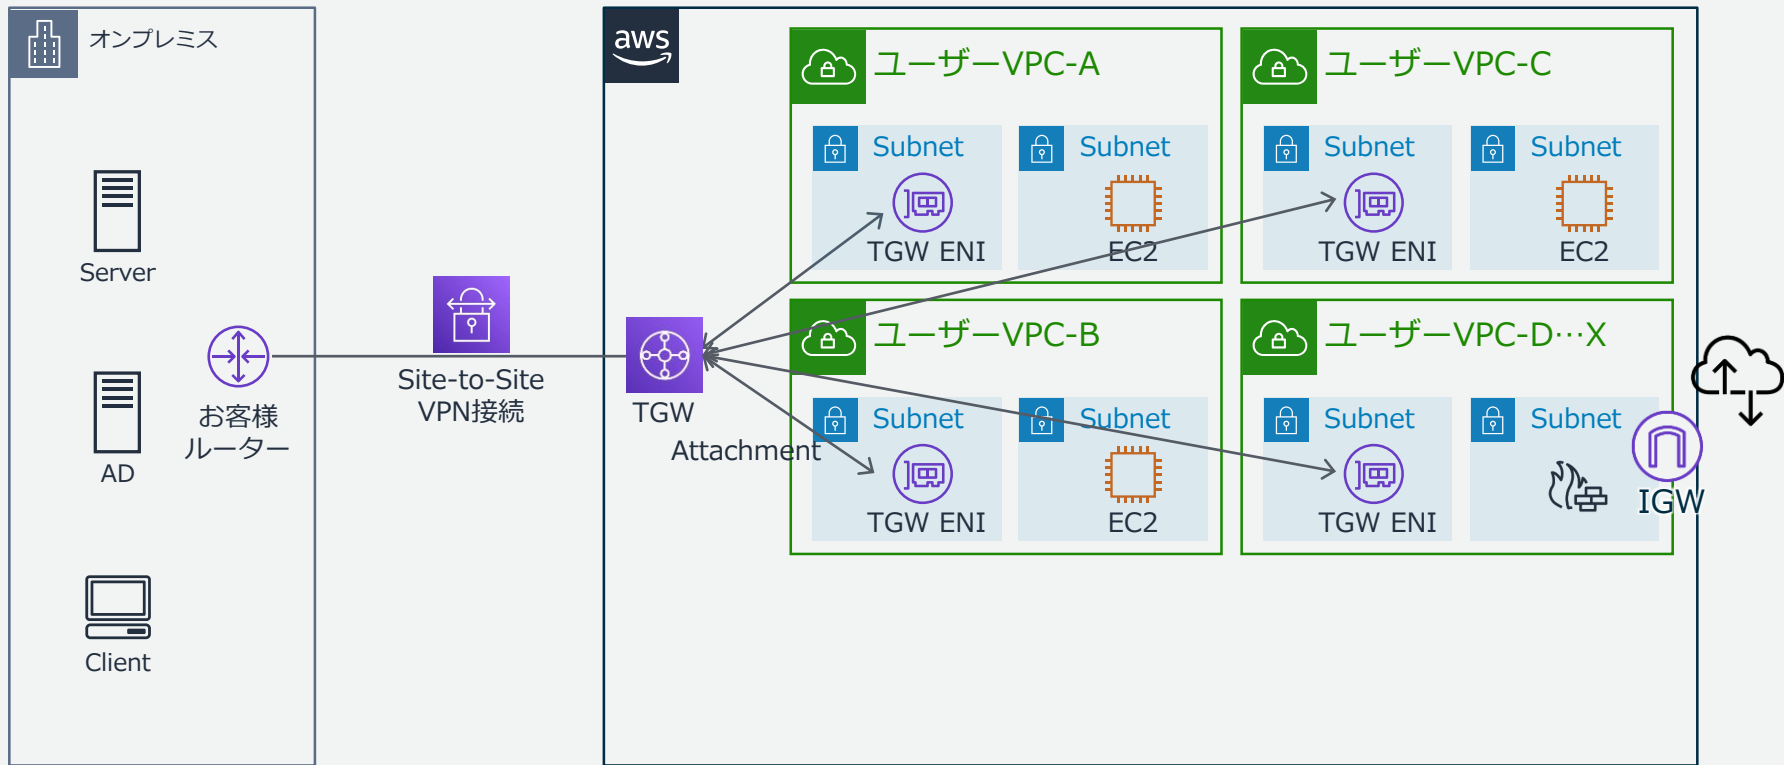 オンプレミス
Server
AD
Client
お客様
ルーター
Site-to-Site
VPN接続
aws
TGW
Attachment
ユーザーVPC-A
Subnet
TGW ENI
Subnet
EC2
ユーザーVPC-C
Subnet
TGW ENI
Subnet
EC2
ユーザーVPC-B
Subnet
TGW ENI
Subnet
EC2
ユーザーVPC-D…X
Subnet
TGW ENI
Subnet
IGW